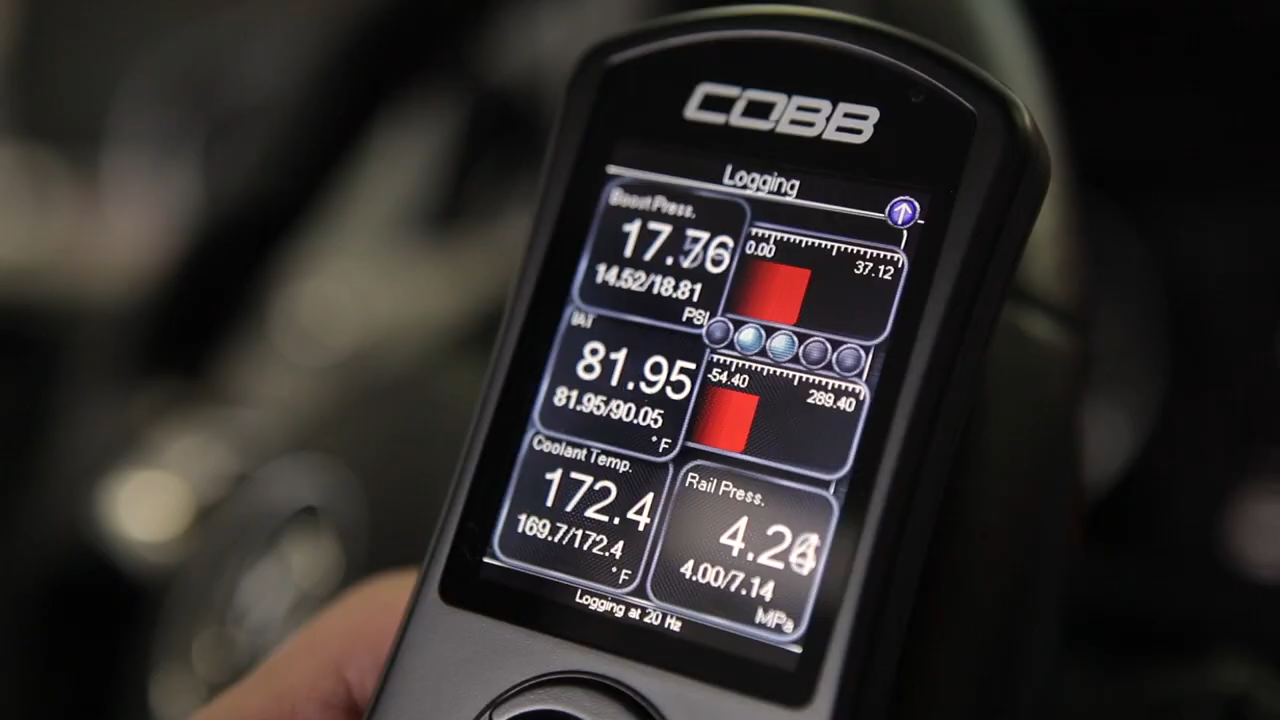 COBB
Logging
Boost Press.
17.76
14.52/18.81
PSI
0.00
37.12
IAT
81.95
81.95/90.05
°F
-54.40
289.40
Coolant Temp.
172.4
169.7/172.4
°F
Rail Press.
4.00/7.14
MPa
Logging at 20 Hz